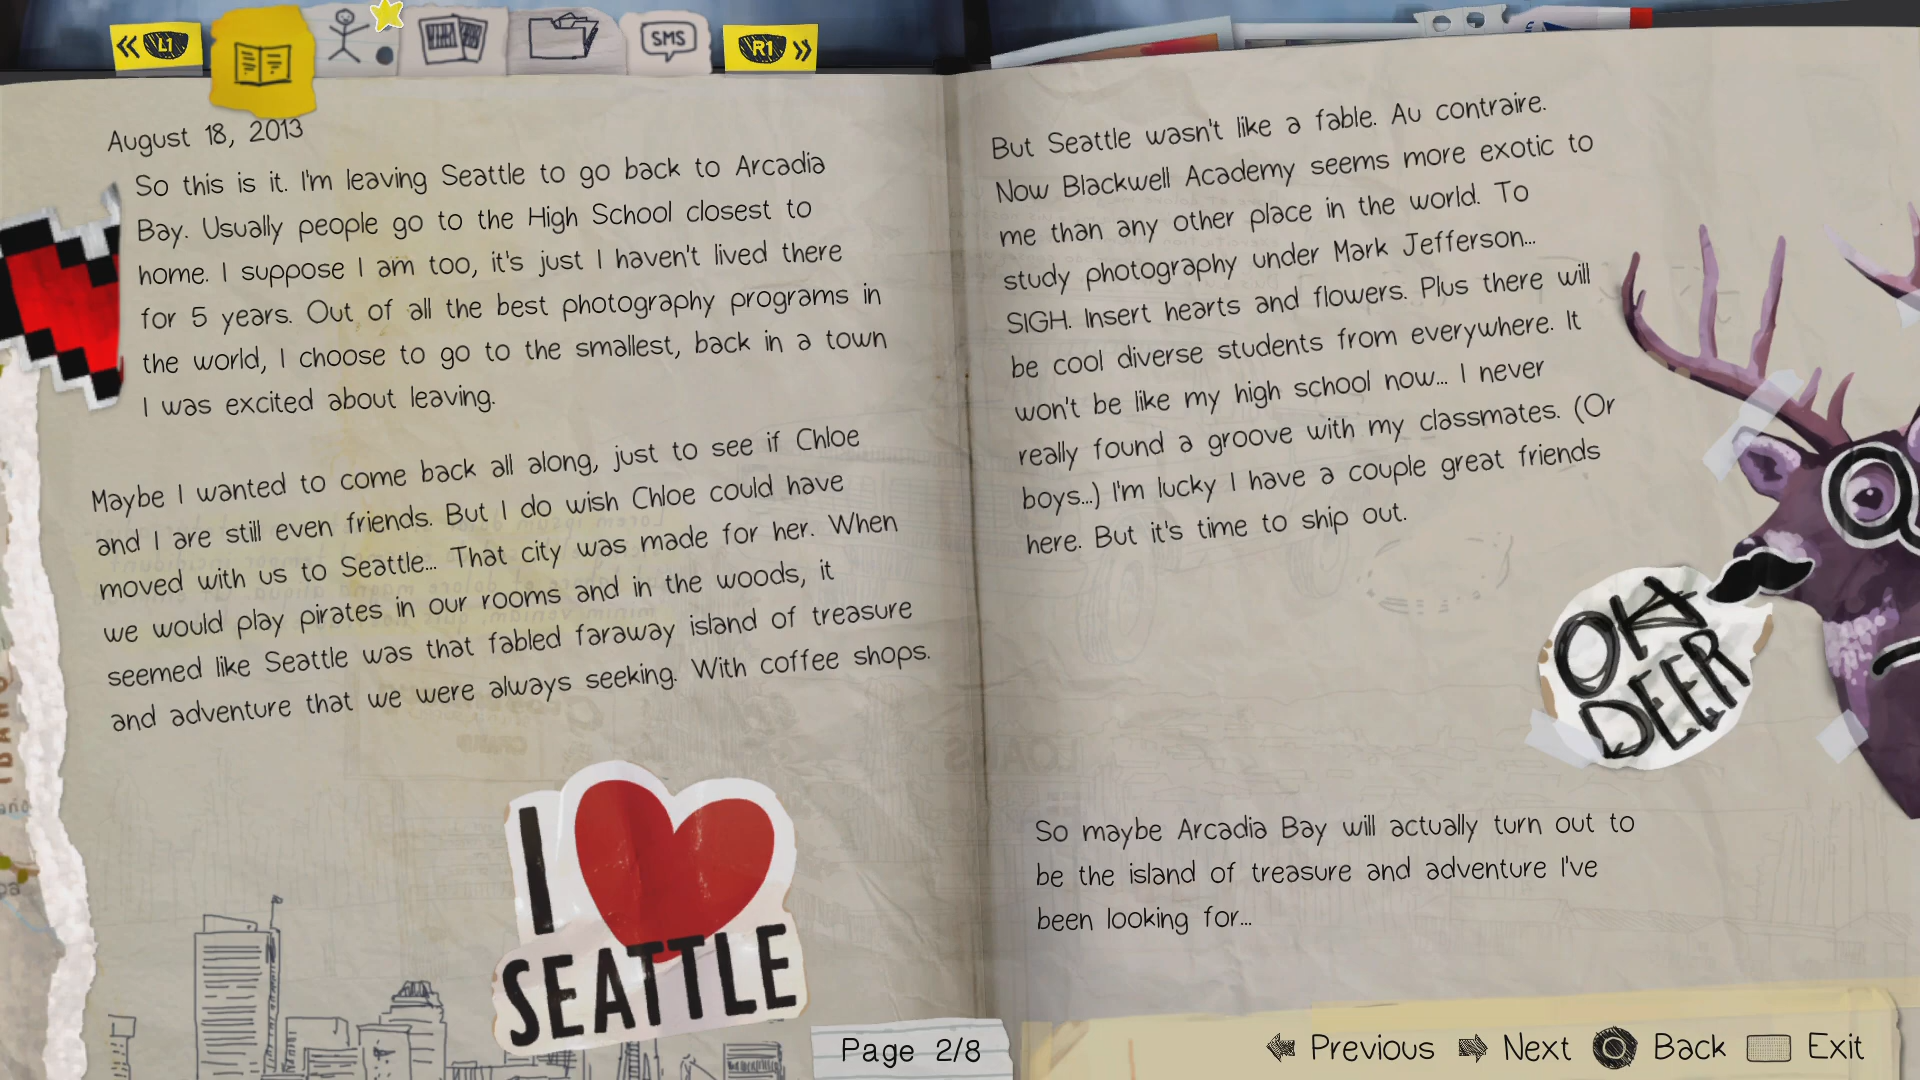 L1
SMS
R1
August 18, 2013
So this is it. I'm leaving Seattle to go back to Arcadia
Bay. Usually people go to the High School closest to
home. I suppose I am too, it's just I haven't lived there
for 5 years. Out of all the best photography programs in
the world, I choose to go to the smallest, back in a town
I was excited about leaving.
Maybe I wanted to come back all along, just to see if Chloe
and I are still even friends. But I do wish Chloe could have
moved with us to Seattle... That city was made for her. When
we would play pirates in our rooms and in the woods, it
seemed like Seattle was that fabled faraway island of treasure
and adventure that we were always seeking. With coffee shops.
I
SEATTLE
But Seattle wasn't like a fable. Au contraire.
Now Blackwell Academy seems more exotic to
me than any other place in the world. To
study photography under Mark Jefferson...
SIGH. Insert hearts and flowers. Plus there will
be cool diverse students from everywhere. It
won't be like my high school now... I never
really found a groove with my classmates. (Or
boys...) I'm lucky I have a couple great friends
here. But it's time to ship out.
OH
DEER
So maybe Arcadia Bay will actually turn out to
be the island of treasure and adventure I've
been looking for...
Page 2/8
Previous Next Back Exit